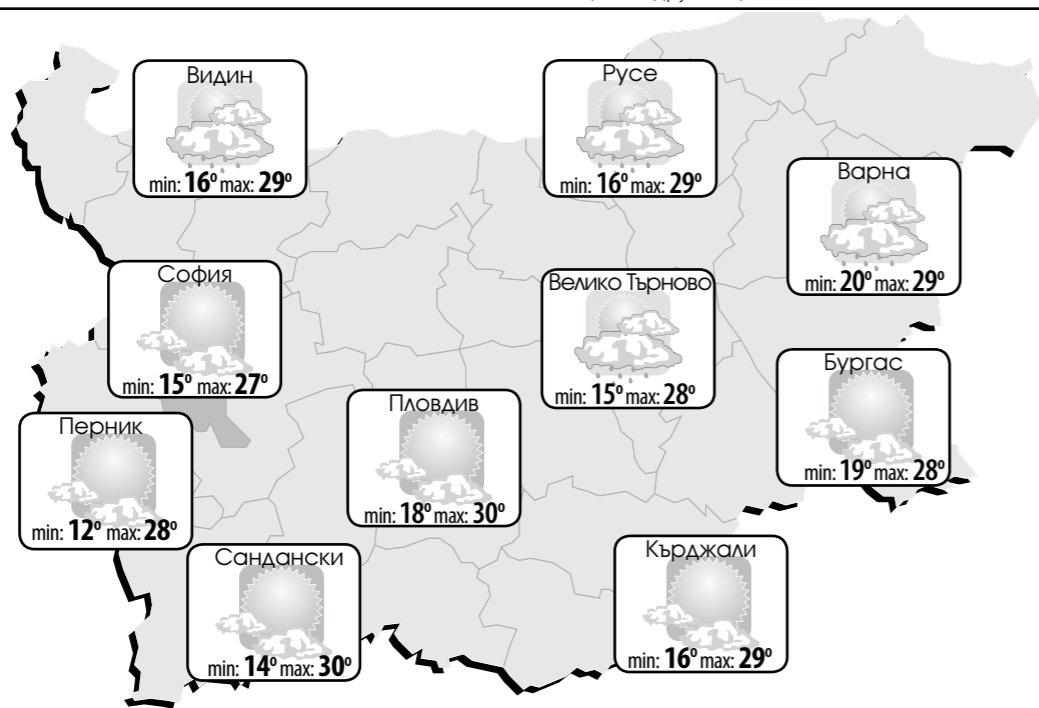 Видин
min: 16° max: 29°
Русе
min: 16° max: 29°
Варна
min: 20° max: 29°
София
min: 15° max: 27°
Велико Търново
min: 15° max: 28°
Бургас
min: 19° max: 28°
Пловдив
min: 18° max: 30°
Перник
min: 12° max: 28°
Сандански
min: 14° max: 30°
Кърджали
min: 16° max: 29°